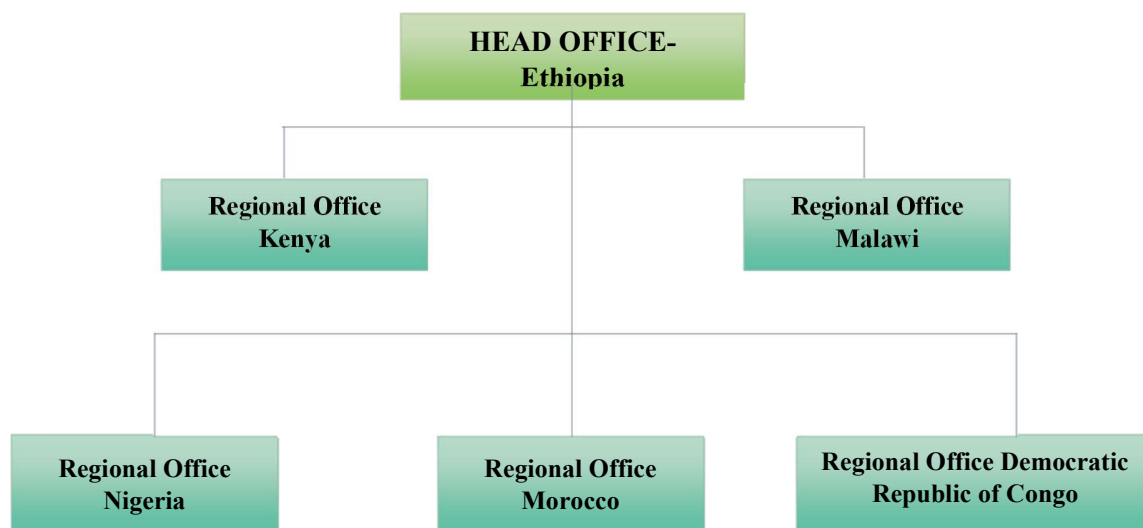 HEAD OFFICE-
Ethiopia
Regional Office
Kenya
Regional Office
Malawi
Regional Office
Nigeria
Regional Office
Morocco
Regional Office Democratic
Republic of Congo